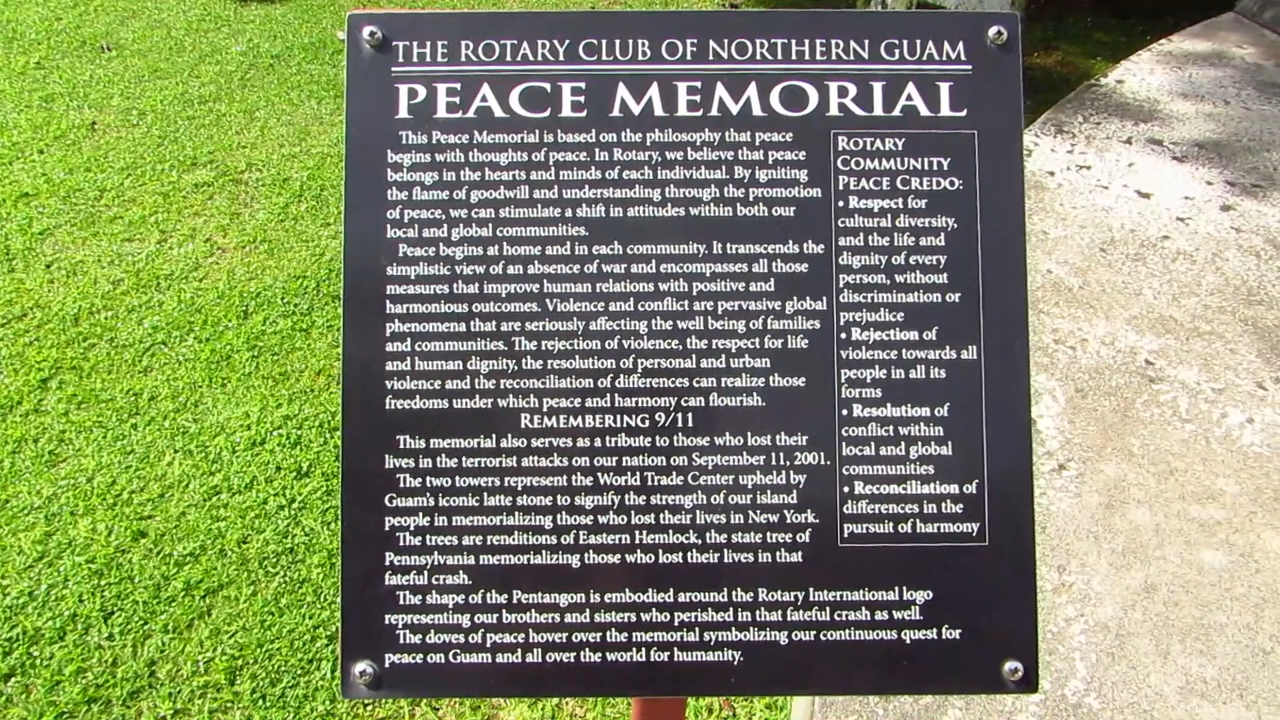 THE ROTARY CLUB OF NORTHERN GUAM
PEACE MEMORIAL
This Peace Memorial is based on the philosophy that peace
begins with thoughts of peace. In Rotary, we believe that peace
belongs in the hearts and minds of each individual. By igniting
the flame of goodwill and understanding through the promotion
of peace, we can stimulate a shift in attitudes within both our
local and global communities.
Peace begins at home and in each community. It transcends the
simplistic view of an absence of war and encompasses all those
measures that improve human relations with positive and
harmonious outcomes. Violence and conflict are pervasive global
phenomena that are seriously affecting the well being of families
and communities. The rejection of violence, the respect for life
and human dignity, the resolution of personal and urban
violence and the reconciliation of differences can realize those
freedoms under which peace and harmony can flourish.
REMEMBERING 9/11
This memorial also serves as a tribute to those who lost their
lives in the terrorist attacks on our nation on September 11, 2001.
The two towers represent the World Trade Center upheld by
Guam's iconic latte stone to signify the strength of our island
people in memorializing those who lost their lives in New York.
The trees are renditions of Eastern Hemlock, the state tree of
Pennsylvania memorializing those who lost their lives in that
fateful crash.
The shape of the Pentangon is embodied around the Rotary International logo
representing our brothers and sisters who perished in that fateful crash as well.
The doves of peace hover over the memorial symbolizing our continuous quest for
peace on Guam and all over the world for humanity.
ROTARY
COMMUNITY
PEACE CREDO:
• Respect for
cultural diversity,
and the life and
dignity of every
person, without
discrimination or
prejudice
• Rejection of
violence towards all
people in all its
forms
• Resolution of
conflict within
local and global
communities
• Reconciliation of
differences in the
pursuit of harmony